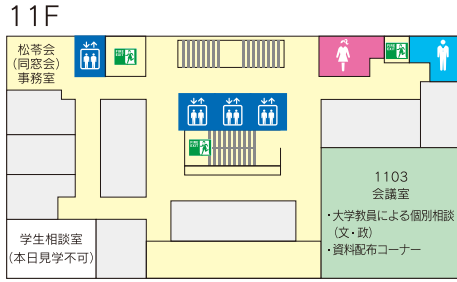 11F
松苓会
(同窓会)
事務室
1103
会議室
・大学教員による個別相談
(文・政)
・資料配布コーナー
学生相談室
(本日見学不可)